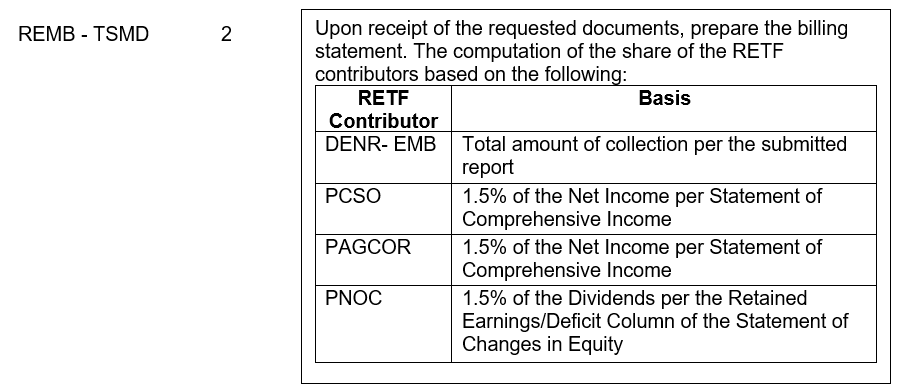 REMB - TSMD 2
Upon receipt of the requested documents, prepare the billing
statement. The computation of the share of the RETF
contributors based on the following:
RETF
Contributor
Basis
DENR- EMB
Total amount of collection per the submitted
report
PCSO
1.5% of the Net Income per Statement of
Comprehensive Income
PAGCOR
1.5% of the Net Income per Statement of
Comprehensive Income
PNOC
1.5% of the Dividends per the Retained
Earnings/Deficit Column of the Statement of
Changes in Equity